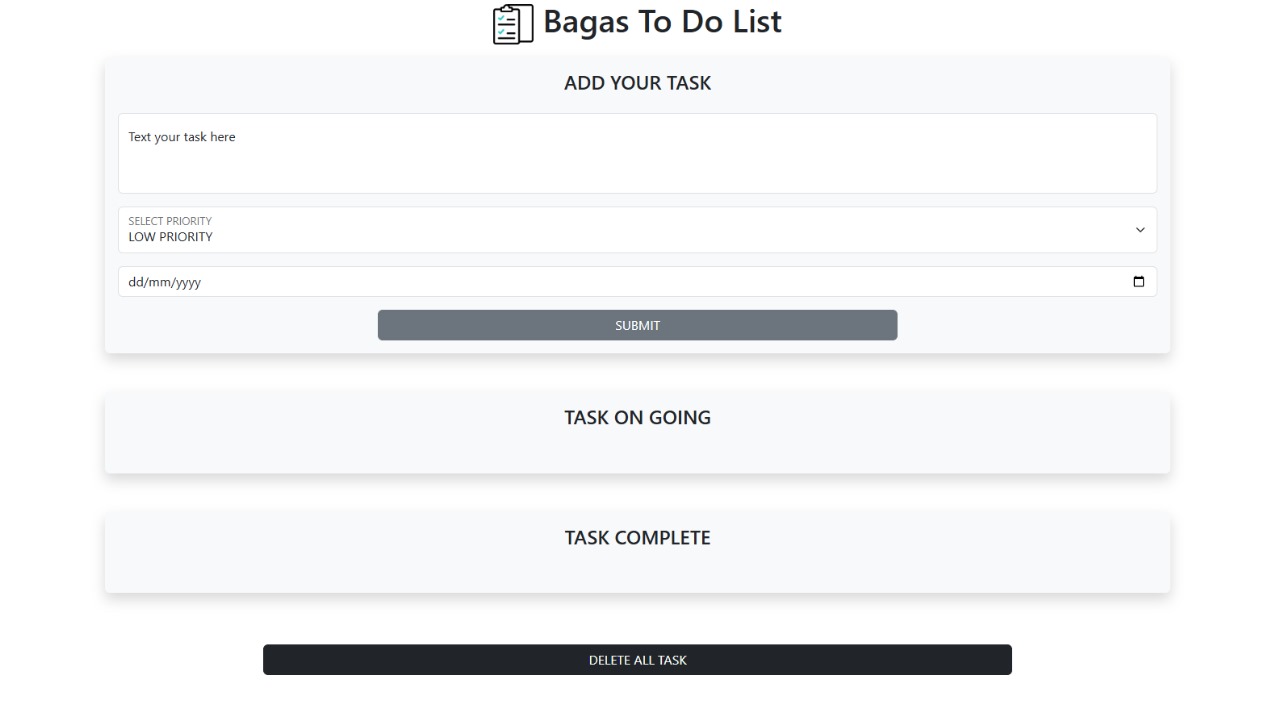 Bagas To Do List
ADD YOUR TASK
Text your task here
SELECT PRIORITY
LOW PRIORITY
dd/mm/yyyy
SUBMIT
TASK ON GOING
TASK COMPLETE
DELETE ALL TASK